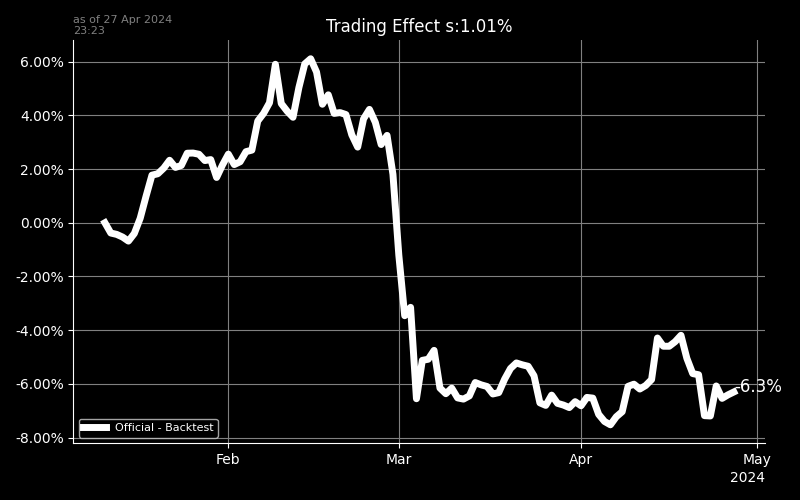 as of 27 Apr 2024
23:23
Trading Effect s:1.01%
6.00%
4.00%
2.00%
0.00%
-2.00%
-4.00%
-6.00%
-8.00%
-6.3%
Official - Backtest
Feb
Mar
Apr
May
2024